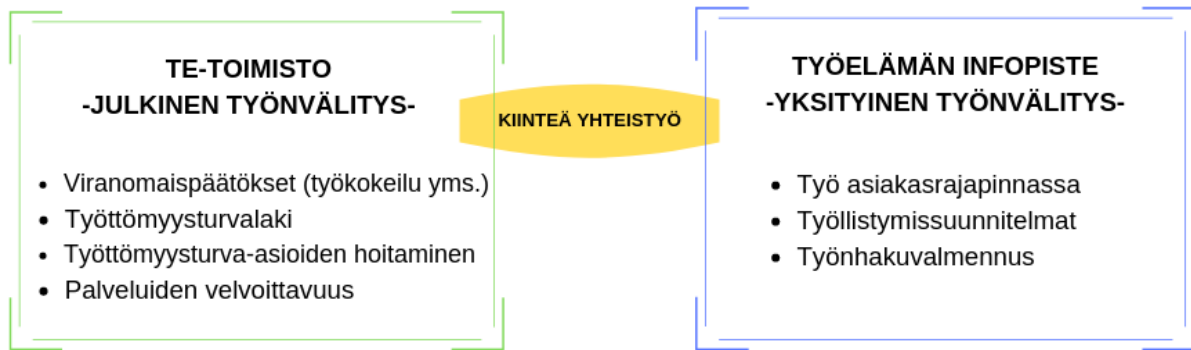 TE-TOIMISTO
-JULKINEN TYÖNVÄLITYS-
• Viranomaispäätökset (työkokeilu yms.)
• Työttömyysturvalaki
• Työttömyysturva-asioiden hoitaminen
• Palveluiden velvoittavuus
KIINTEÄ YHTEISTYÖ
TYÖELÄMÄN INFOPISTE
-YKSITYINEN TYÖNVÄLITYS-
• Työ asiakasrajapinnassa
• Työllistymissuunnitelmat
• Työnhakuvalmennus